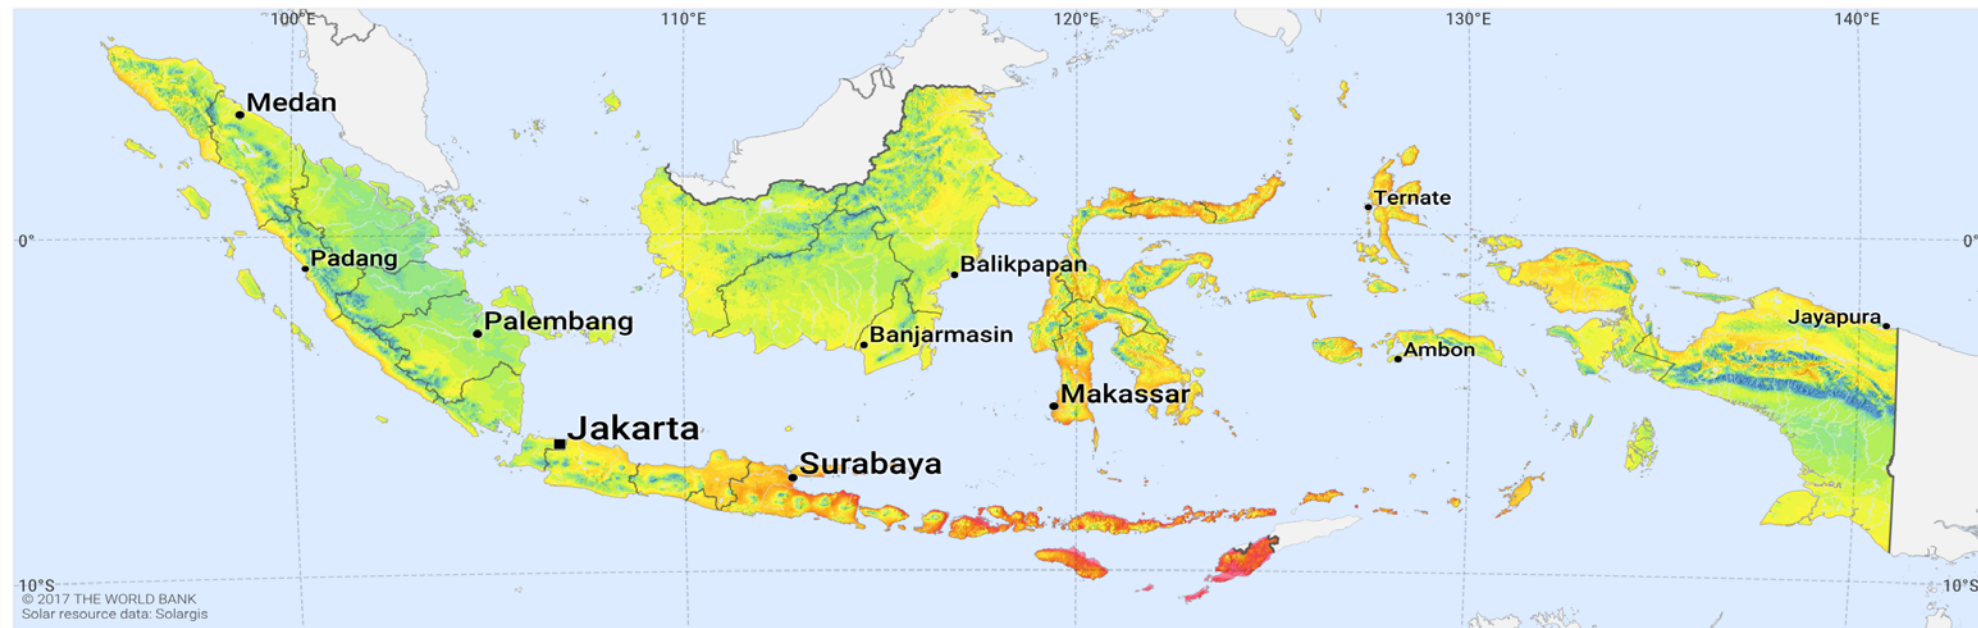 100°E
110°E
120°E
130°E
140°E
Medan
Ternate
0°
0°
Padang
Balikpapan
Palembang
Jayapura
Banjarmasin
Ambon
Makassar
Jakarta
Surabaya
10°S
10°S
© 2017 THE WORLD BANK
Solar resource data: Solargis